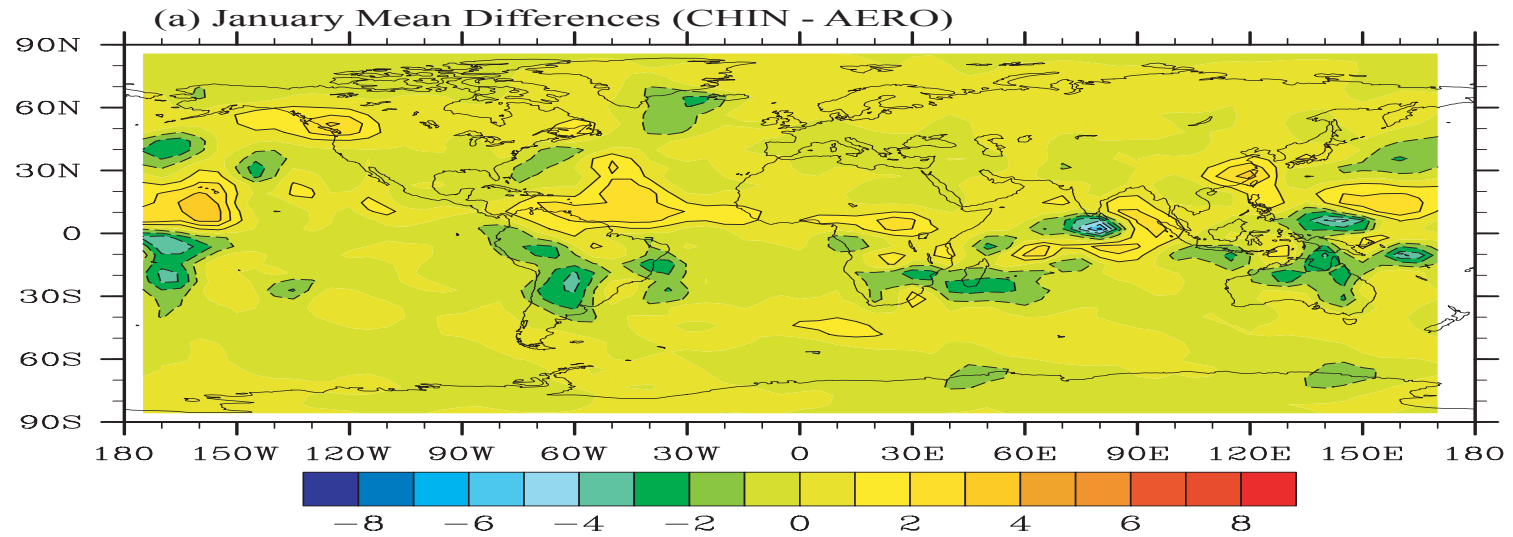 (a) January Mean Differences (CHIN - AERO)
90N
60N
30N
0
30S
60S
90S
180 150W 120W 90W 60W 30W 0 30E 60E 90E 120E 150E 180
−8 −6 −4 −2 0 2 4 6 8